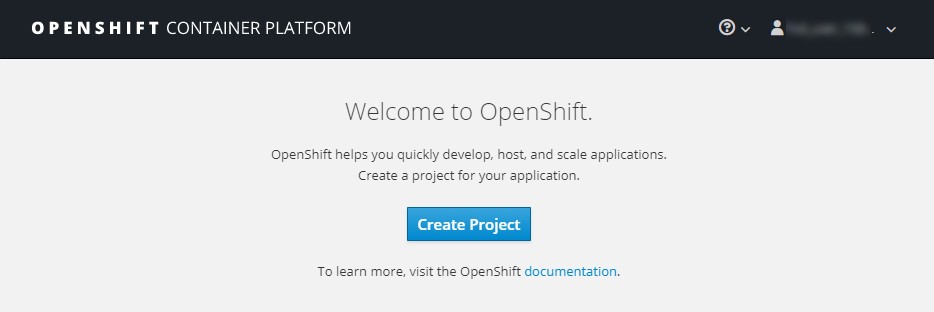 OPENSHIFT CONTAINER PLATFORM
Welcome to OpenShift.
OpenShift helps you quickly develop, host, and scale applications.
Create a project for your application.
Create Project
To learn more, visit the OpenShift documentation.